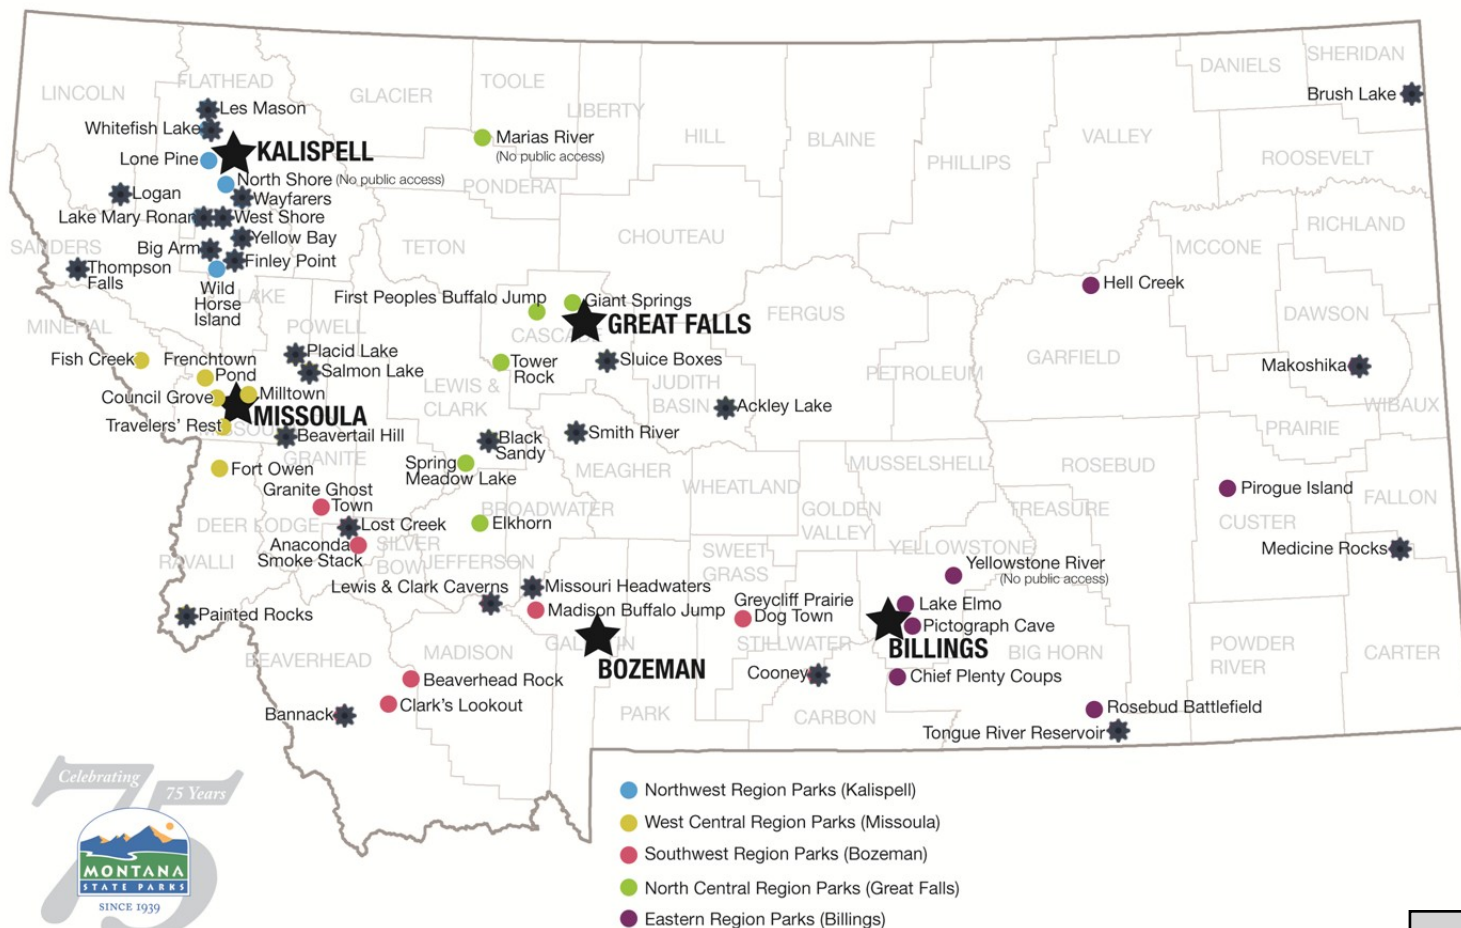 SHERIDAN
DANIELS
FLATHEAD
TOOLE
LINCOLN
GLACIER
Brush Lake
Les Mason
LIBERTY
Whitefish Lake
HILL
BLAINE
VALLEY
Marias River
(No public access)
KALISPELL
Lone Pine
PHILLIPS
ROOSEVELT
North Shore (No public access)
PONDERA
Logan
Wayfarers
Lake Mary Ronan
West Shore
RICHLAND
Yellow Bay
CHOUTEAU
SANDERS
Big Arm
TETON
MCCONE
Finley Point
Thompson
Falls
Hell Creek
Wild
Horse
Island
LAKE
First Peoples Buffalo Jump
Giant Springs
FERGUS
DAWSON
MINERAL
POWELL
GREAT FALLS
CASCADE
Placid Lake
Fish Creek
Frenchtown
Pond
Salmon Lake
Tower
Rock
Sluice Boxes
GARFIELD
Makoshika
PETROLEUM
LEWIS &
CLARK
JUDITH
BASIN
Council Grove
Milltown
Ackley Lake
WIBAUX
MISSOULA
Travelers' Rest
MISSOULA
Beavertail Hill
Black
Sandy
Smith River
PRAIRIE
GRANITE
Fort Owen
Spring
Meadow Lake
MEAGHER
MUSSELSHELL
ROSEBUD
WHEATLAND
Pirogue Island
Granite Ghost
Town
FALLON
BROADWATER
GOLDEN
VALLEY
TREASURE
DEER LODGE
Lost Creek
Elkhorn
CUSTER
Anaconda
Smoke Stack
SILVER
BOW
YELLOWSTONE
SWEET
GRASS
Medicine Rocks
RAVALLI
JEFFERSON
Yellowstone River
(No public access)
Lewis & Clark Caverns
Missouri Headwaters
Greycliff Prairie
Dog Town
Lake Elmo
Painted Rocks
Madison Buffalo Jump
Pictograph Cave
GALLATIN
STILLWATER
BILLINGS
BIG HORN
POWDER
RIVER
CARTER
BEAVERHEAD
MADISON
BOZEMAN
Cooney
Chief Plenty Coups
Beaverhead Rock
Clark's Lookout
Bannack
PARK
CARBON
Rosebud Battlefield
Tongue River Reservoir
Celebrating
75 Years
75
MONTANA
STATE PARKS
SINCE 1939
Northwest Region Parks (Kalispell)
West Central Region Parks (Missoula)
Southwest Region Parks (Bozeman)
North Central Region Parks (Great Falls)
Eastern Region Parks (Billings)